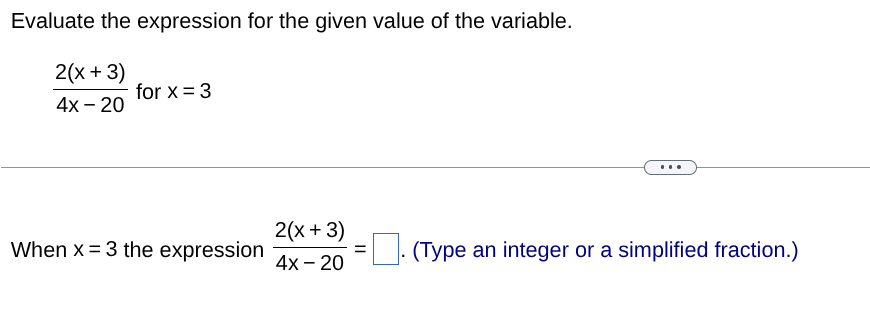 Evaluate the expression for the given value of the variable.
2(x + 3)
4x − 20
for x = 3
When x = 3 the expression
2(x + 3)
4x − 20
= . (Type an integer or a simplified fraction.)